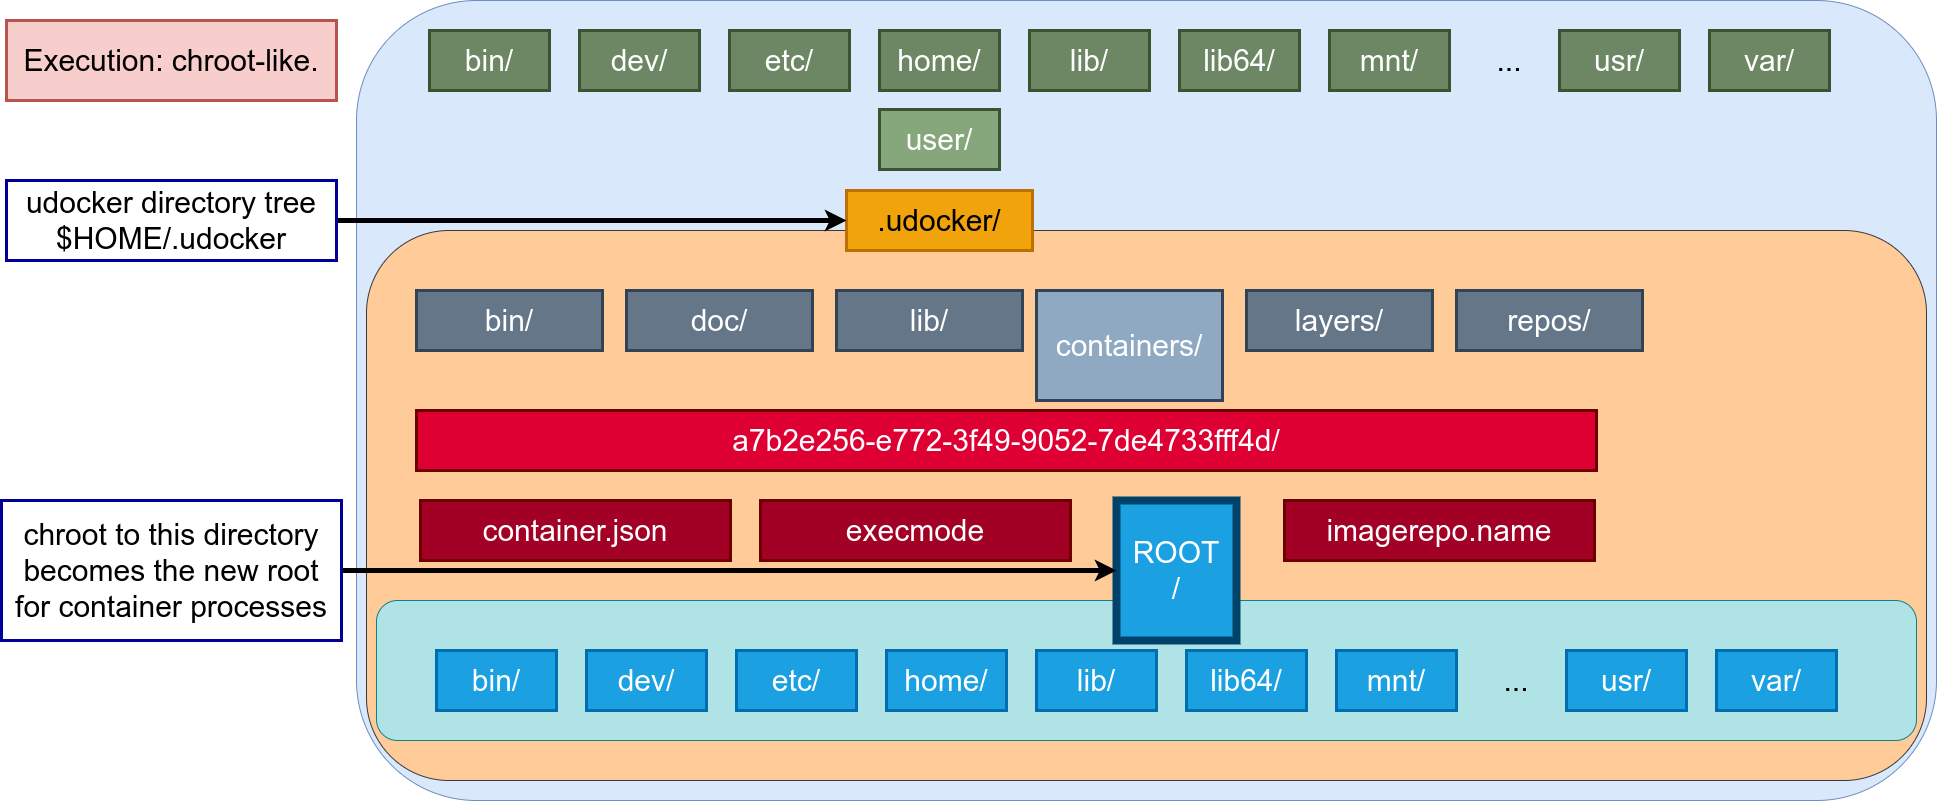 Execution: chroot-like.
bin/ dev/ etc/ home/ lib/ lib64/ mnt/ ... usr/ var/
user/
udocker directory tree
$HOME/.udocker
.udocker/
bin/ doc/ lib/ containers/ layers/ repos/
a7b2e256-e772-3f49-9052-7de4733fff4d/
container.json execmode ROOT imagerepo.name
/
chroot to this directory
becomes the new root
for container processes
bin/ dev/ etc/ home/ lib/ lib64/ mnt/ ... usr/ var/